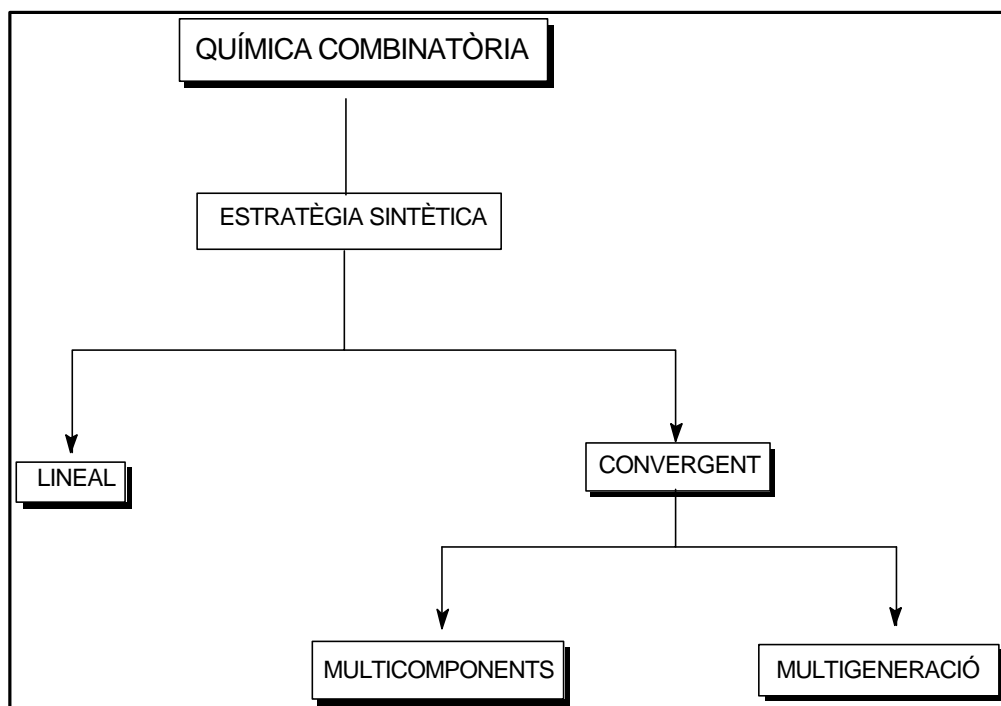 QUÍMICA COMBINATÒRIA
ESTRATÈGIA SINTÈTICA
LINEAL
CONVERGENT
MULTICOMPONENTS
MULTIGENERACIÓ